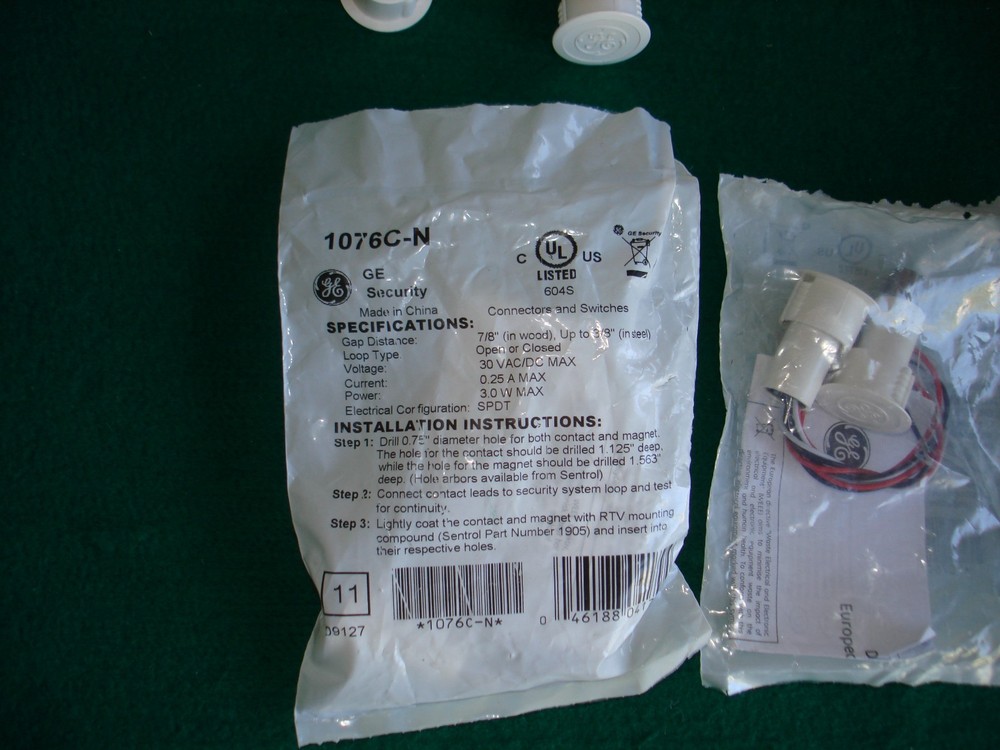 1076C-N
GE
Security
Made in China
C UL US
LISTED
604S
GE Security
Connectors and Switches
SPECIFICATIONS:
Gap Distance: 7/8" (in wood), Up to 3/8" (in steel)
Loop Type: Open or Closed
Voltage: 30 VAC/DC MAX
Current: 0.25 A MAX
Power: 3.0 W MAX
Electrical Configuration: SPDT
INSTALLATION INSTRUCTIONS:
Step 1: Drill 0.75" diameter hole for both contact and magnet.
The hole for the contact should be drilled 1.125" deep,
while the hole for the magnet should be drilled 1.563"
deep. (Hole arbors available from Sentrol)
Step 2: Connect contact leads to security system loop and test
for continuity.
Step 3: Lightly coat the contact and magnet with RTV mounting
compound (Sentrol Part Number 1905) and insert into
their respective holes.
11
D9127
*1076C-N*
0 46188 04
GE